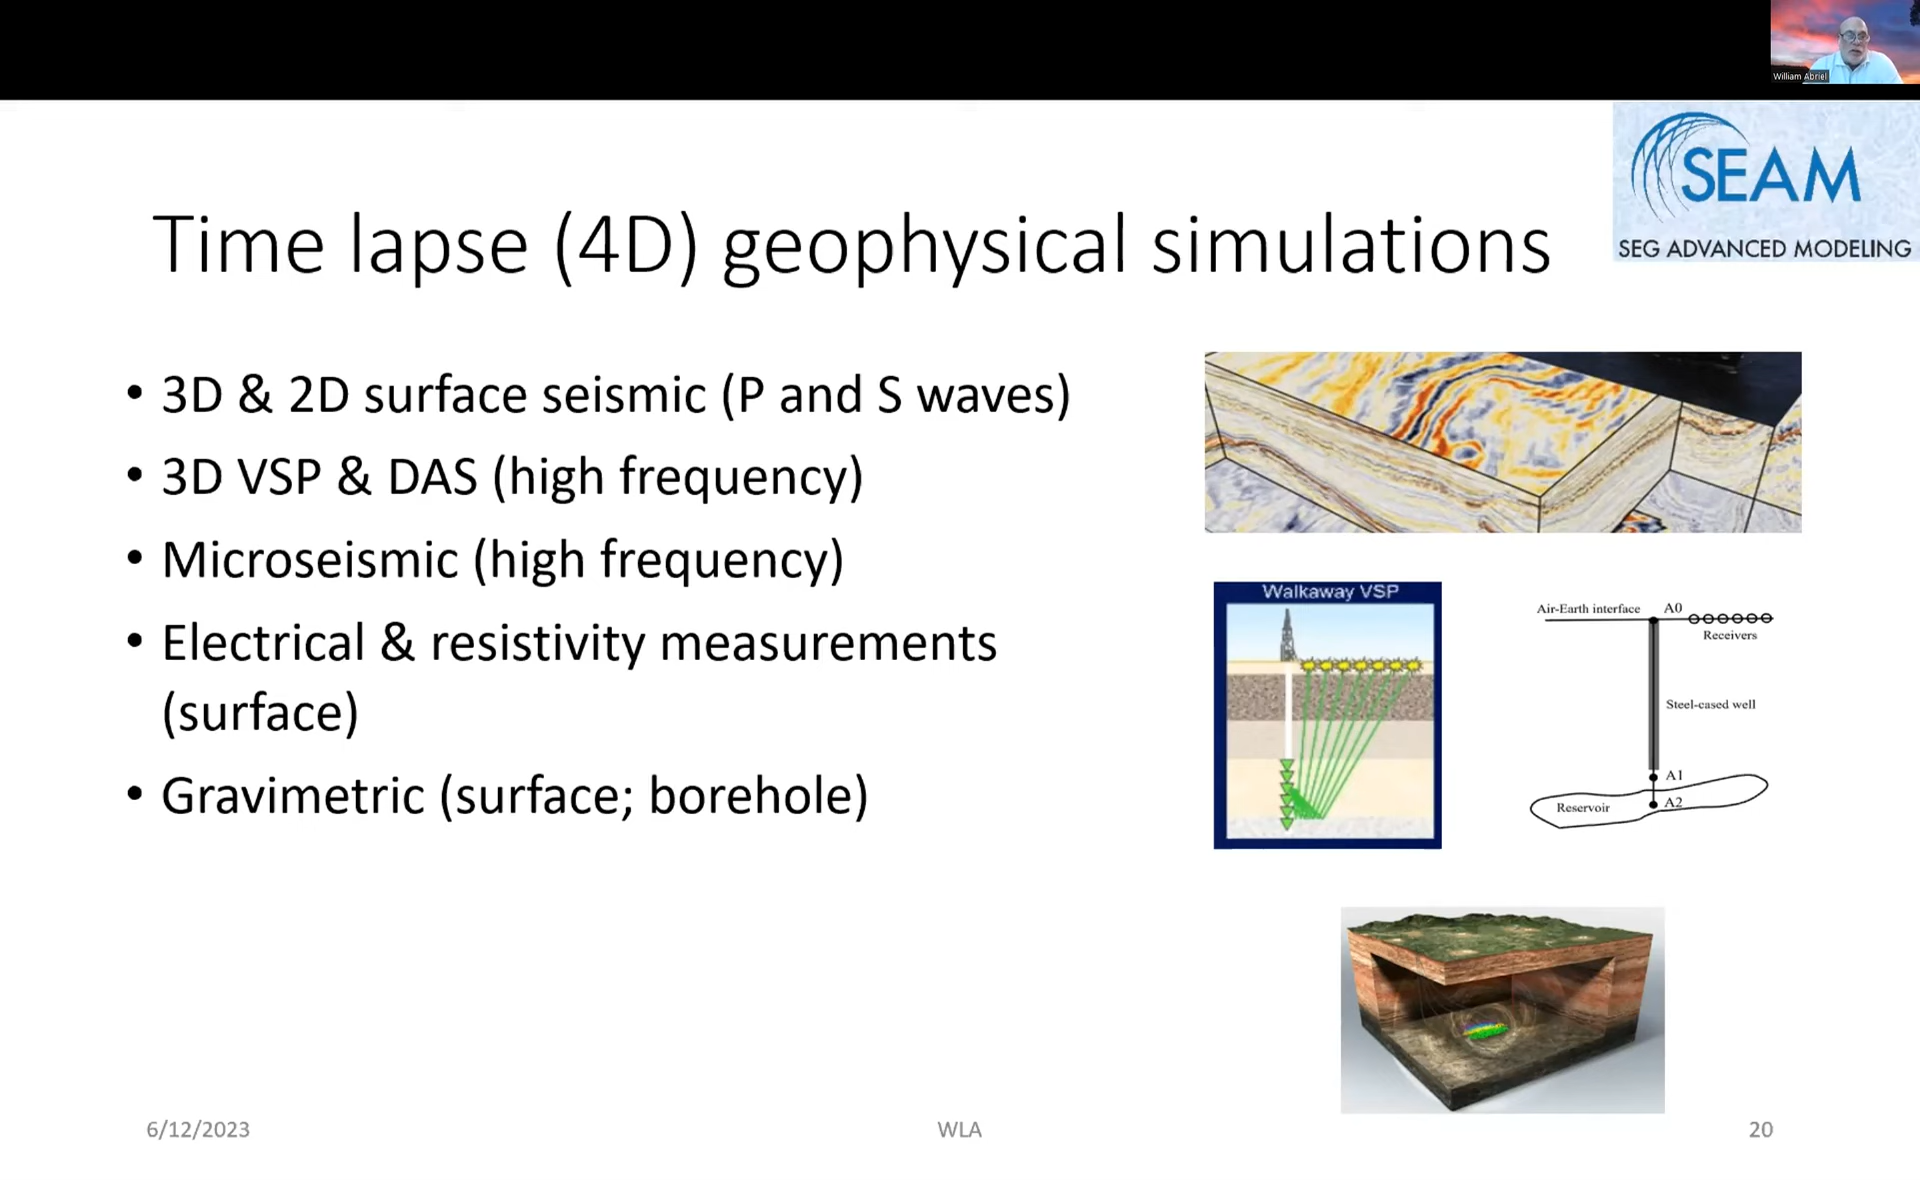 William Abriel
SEAM
SEG ADVANCED MODELING
Time lapse (4D) geophysical simulations
• 3D & 2D surface seismic (P and S waves)
• 3D VSP & DAS (high frequency)
• Microseismic (high frequency)
• Electrical & resistivity measurements
(surface)
• Gravimetric (surface; borehole)
Walkaway VSP
Air-Earth interface A0
Receivers
Steel-cased well
A1
Reservoir A2
6/12/2023 WLA 20